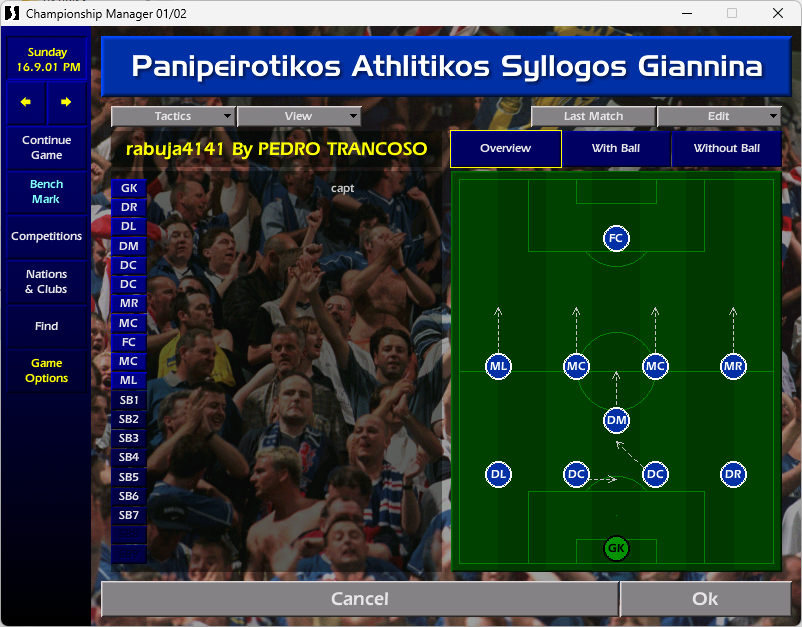 Championship Manager 01/02
Sunday
16.9.01 PM
Continue
Game
Bench
Mark
Competitions
Nations
& Clubs
Find
Game
Options
Panipeirotikos Athlitikos Syllogos Giannina
Tactics View Last Match Edit
rabuja4141 By PEDRO TRANCOSO
Overview With Ball Without Ball
GK capt
DR
DL
DM
DC
DC
MR
MC
FC
MC
ML
SB1
SB2
SB3
SB4
SB5
SB6
SB7
FC
ML MC MC MR
DM
DL DC DC DR
GK
Cancel Ok